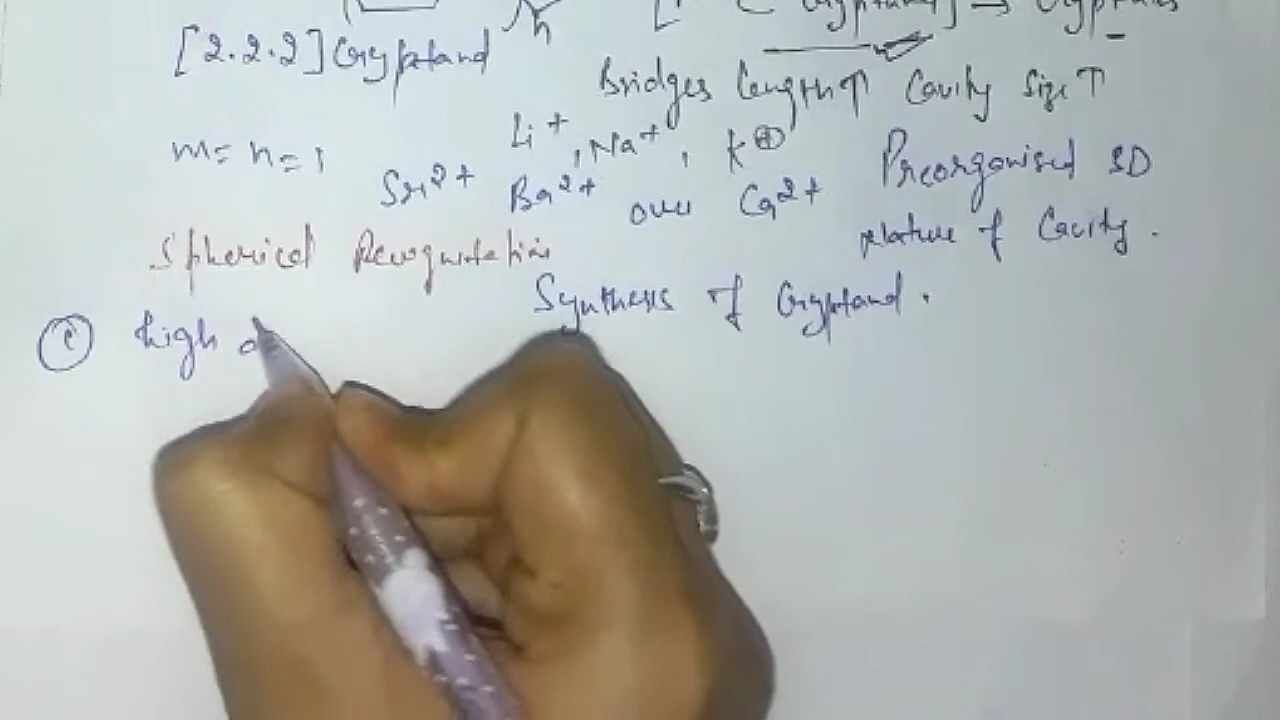 [2.2.2] Cryptand
Bridges length↑ Cavity Size↑
m=n=1
Li+, Na+, K⊕
Sr2+ Ba2+ over Ca2+
Preorganised 3D
nature of Cavity.
Spherical Recognitation
Synthesis of Cryptand.
high